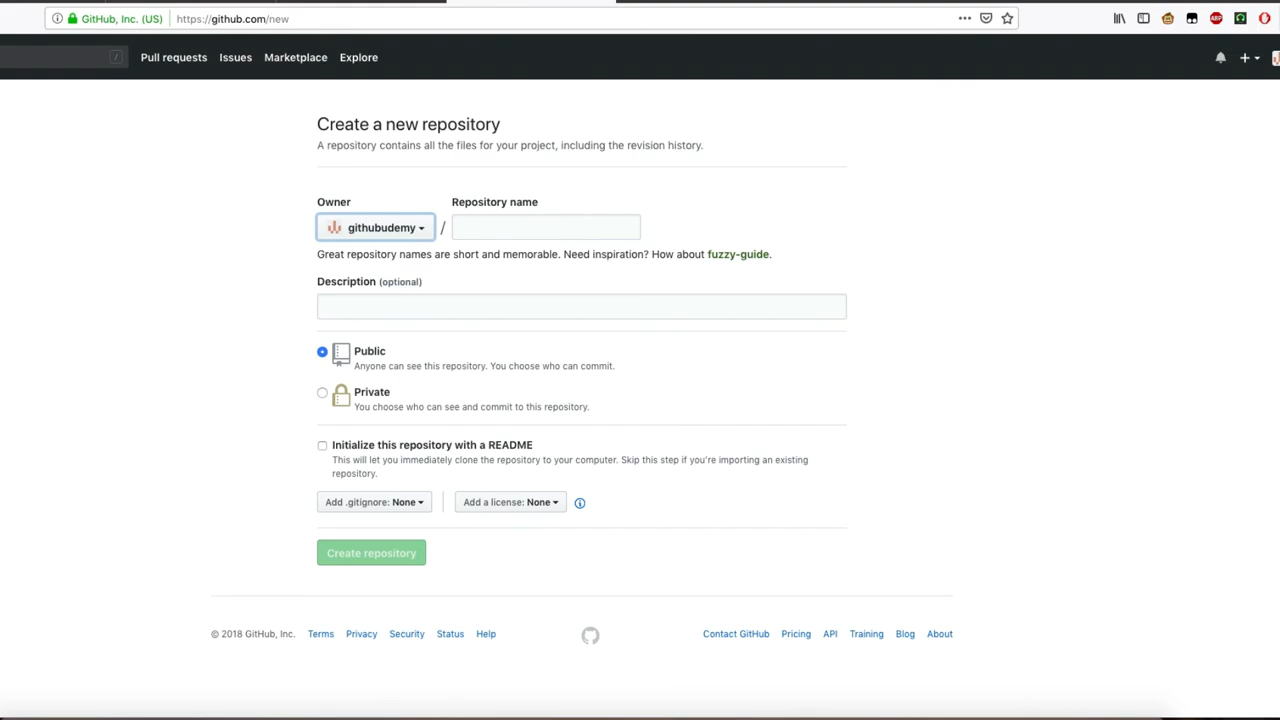 GitHub, Inc. (US) https://github.com/new
ABP
/ Pull requests Issues Marketplace Explore
Create a new repository
A repository contains all the files for your project, including the revision history.
Owner Repository name
githubudemy /
Great repository names are short and memorable. Need inspiration? How about fuzzy-guide.
Description (optional)
Public
Anyone can see this repository. You choose who can commit.
Private
You choose who can see and commit to this repository.
Initialize this repository with a README
This will let you immediately clone the repository to your computer. Skip this step if you're importing an existing
repository.
Add .gitignore: None Add a license: None
Create repository
© 2018 GitHub, Inc. Terms Privacy Security Status Help Contact GitHub Pricing API Training Blog About